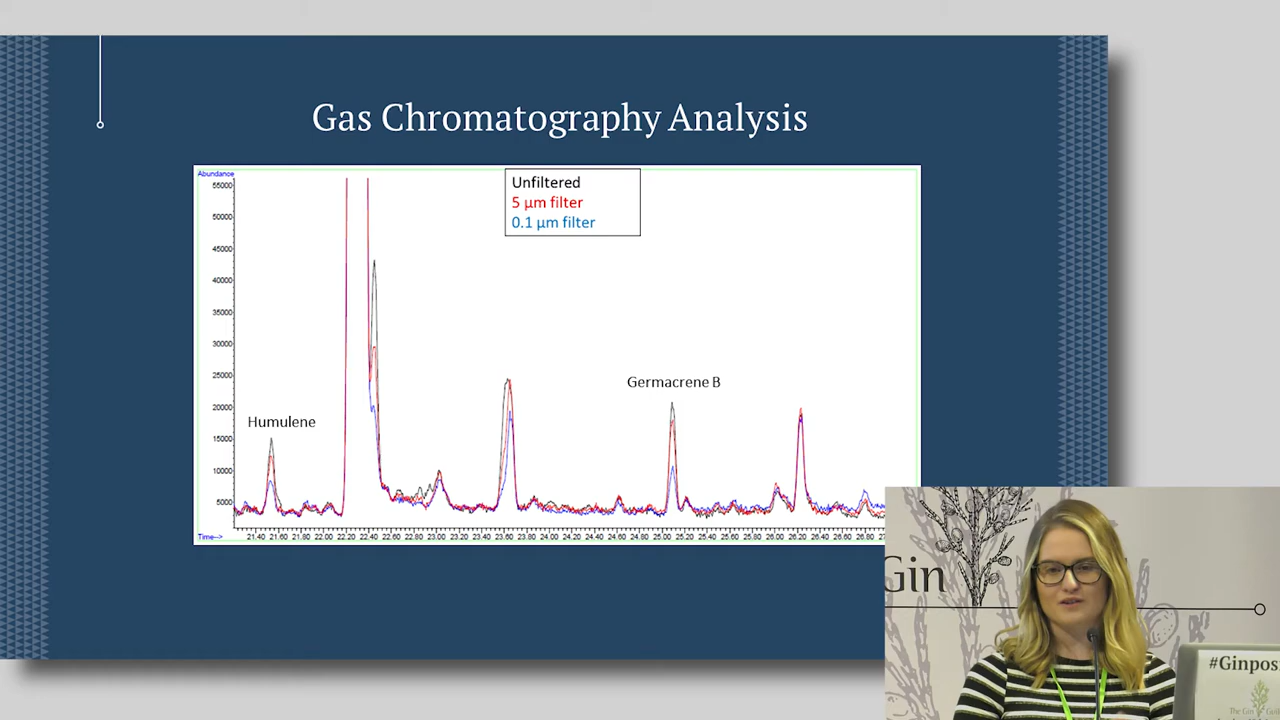 Gas Chromatography Analysis
Abundance
Unfiltered
5 µm filter
0.1 µm filter
55000
50000
45000
40000
35000
30000
25000
20000
15000
10000
5000
Humulene
Germacrene B
Time-->
21.40 21.60 21.80 22.00 22.20 22.40 22.60 22.80 23.00 23.20 23.40 23.60 23.80 24.00 24.20 24.40 24.60 24.80 25.00 25.20 25.40 25.60 25.80 26.00 26.20 26.40 26.60 26.80
Gin
#Ginposi
The Gin Guild